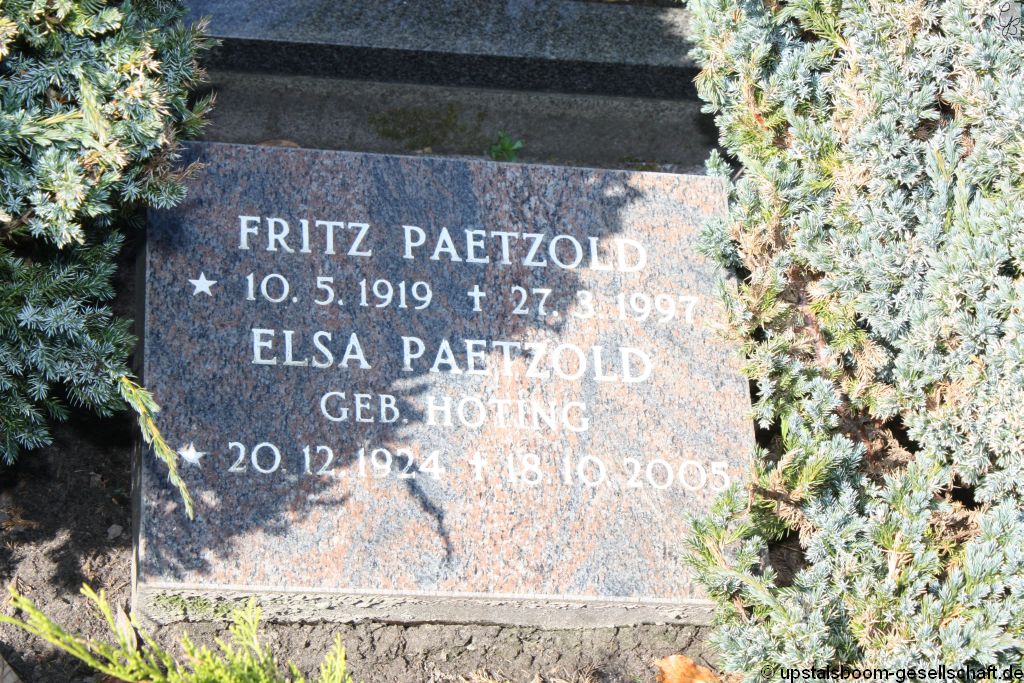 FRITZ PAETZOLD
★ 10. 5. 1919 ✝ 27. 3. 1997
ELSA PAETZOLD
GEB. HOTING
★ 20. 12. 1924 ✝ 18. 10. 2005
© upstalsboom-gesellschaft.de